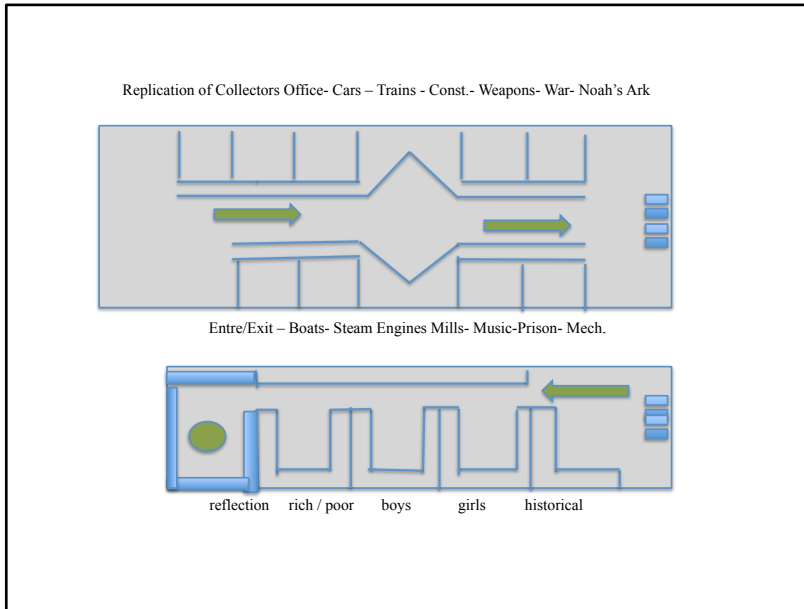 Replication of Collectors Office- Cars – Trains - Const.- Weapons- War- Noah’s Ark
Entre/Exit – Boats- Steam Engines Mills- Music-Prison- Mech.
reflection rich / poor boys girls historical